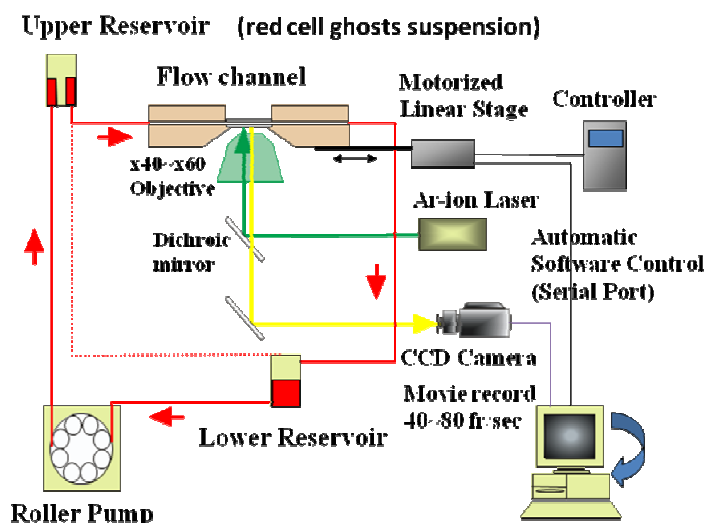 Upper Reservoir (red cell ghosts suspension)
Flow channel
Motorized
Linear Stage
Controller
x40~x60
Objective
Ar-ion Laser
Dichroic
mirror
Automatic
Software Control
(Serial Port)
CCD Camera
Movie record
40~80 fr/sec
Lower Reservoir
Roller Pump